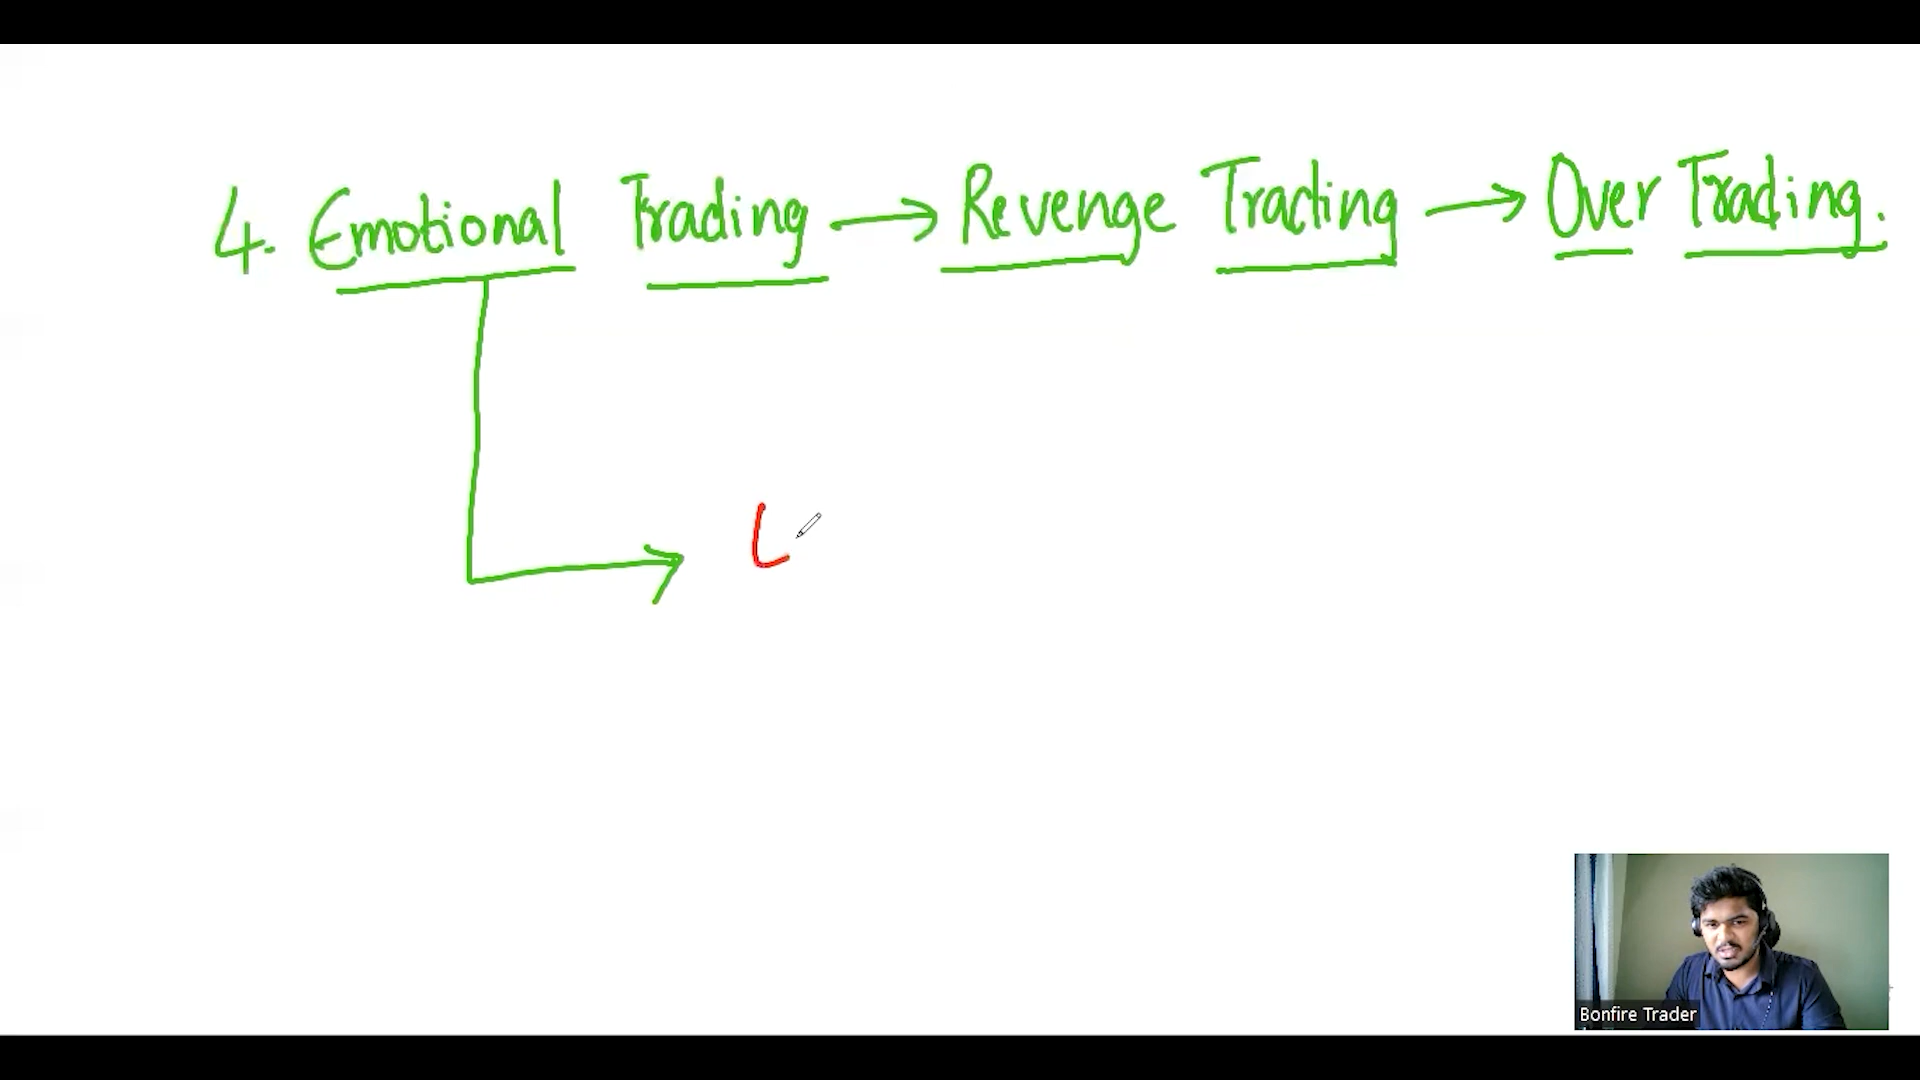 4. Emotional Trading → Revenge Trading → Over Trading.
L
Bonfire Trader